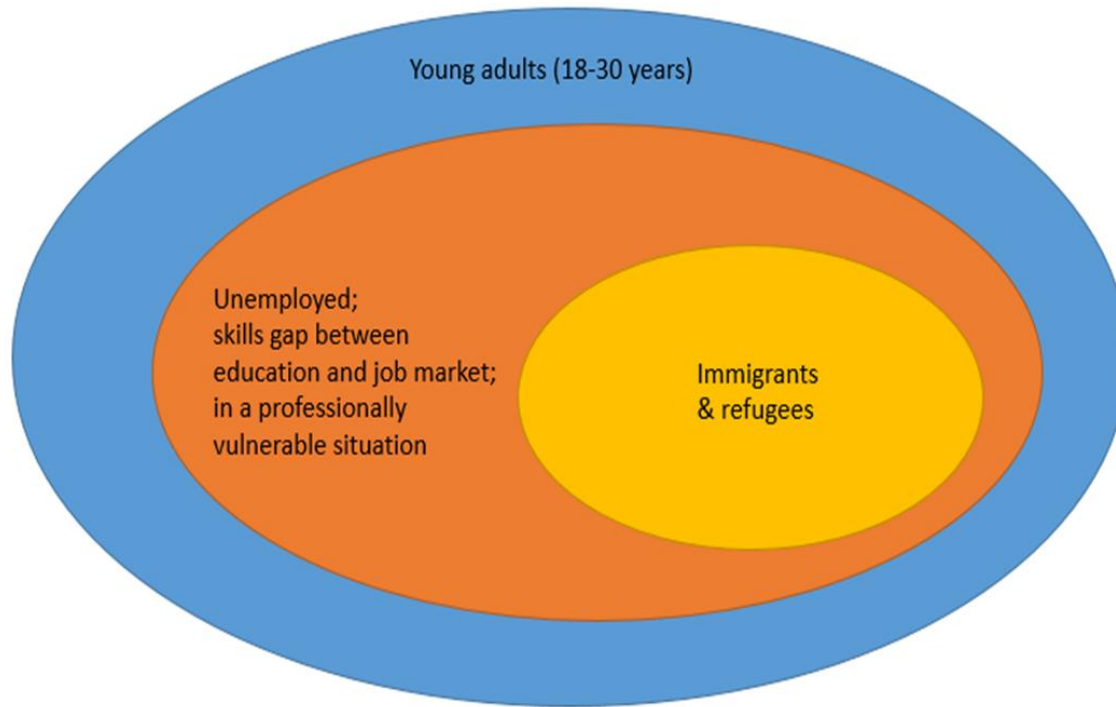 Young adults (18-30 years)
Unemployed;
skills gap between
education and job market;
in a professionally
vulnerable situation
Immigrants
& refugees